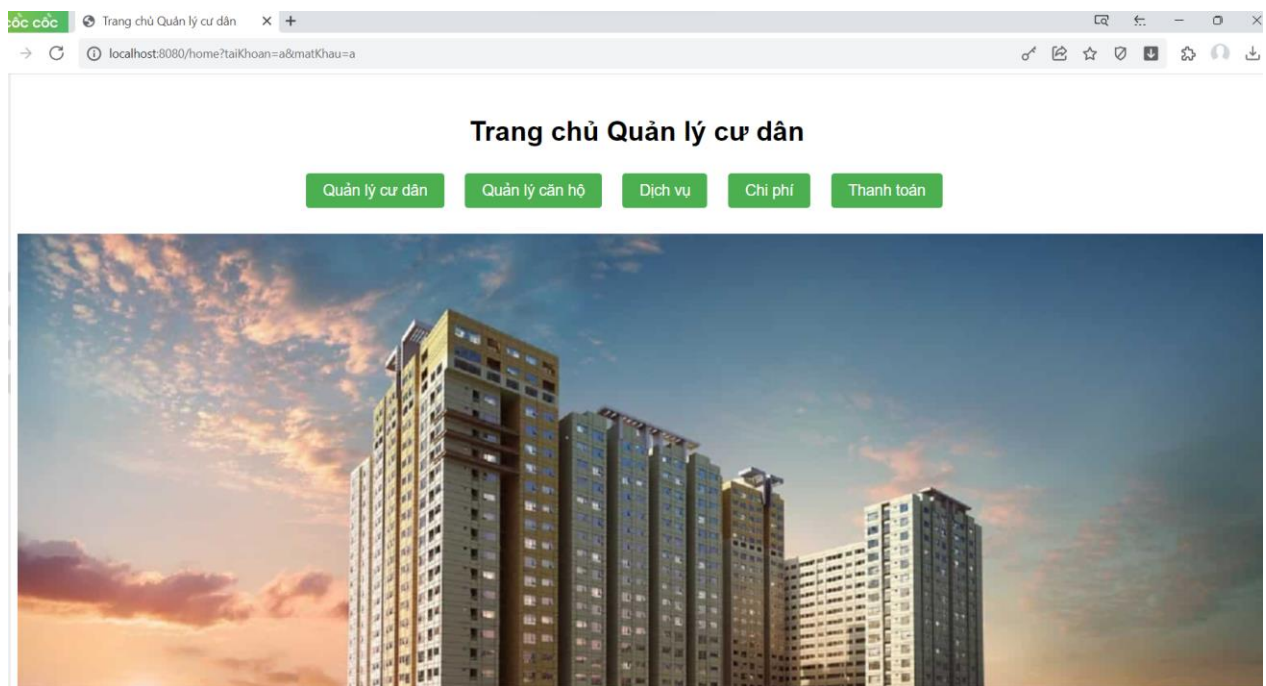 cốc cốc
Trang chủ Quản lý cư dân
localhost:8080/home?taiKhoan=a&matKhau=a
Trang chủ Quản lý cư dân
Quản lý cư dân Quản lý căn hộ Dịch vụ Chi phí Thanh toán